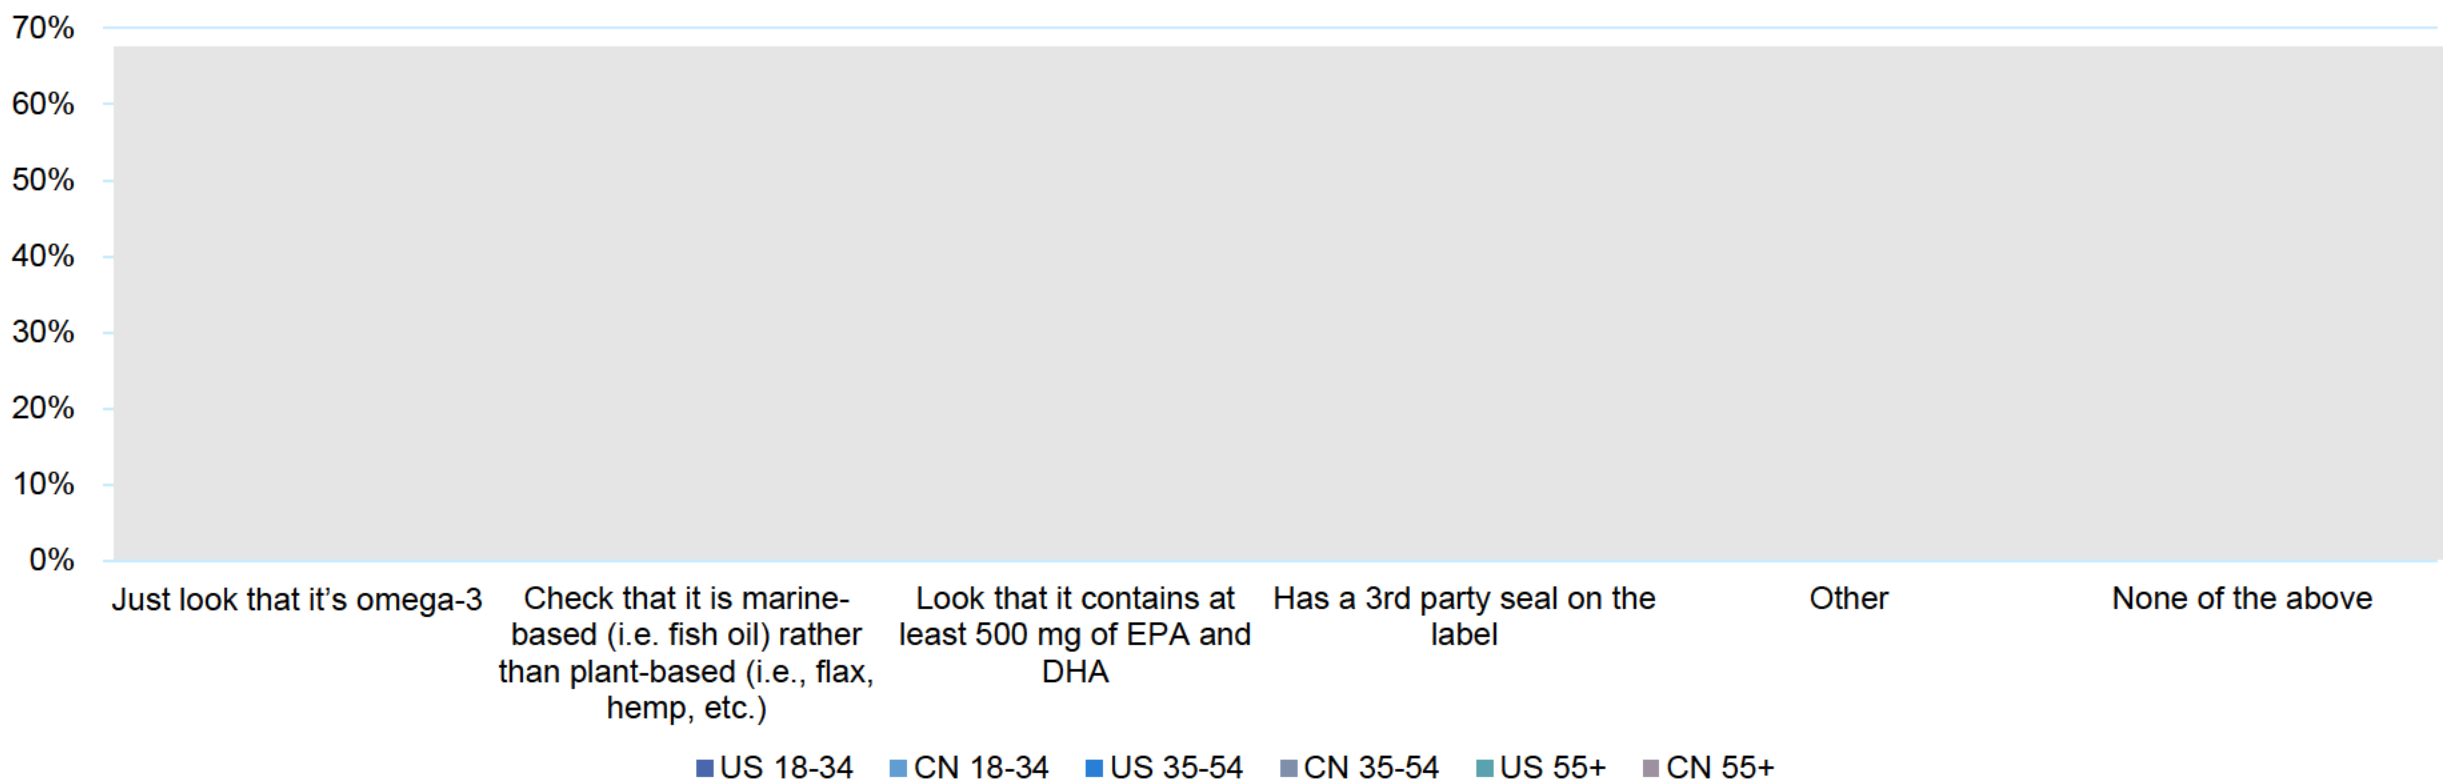 70%
60%
50%
40%
30%
20%
10%
0%
Just look that it's omega-3
Check that it is marine-
based (i.e. fish oil) rather
than plant-based (i.e., flax,
hemp, etc.)
Look that it contains at
least 500 mg of EPA and
DHA
Has a 3rd party seal on the
label
Other
None of the above
US 18-34 CN 18-34 US 35-54 CN 35-54 US 55+ CN 55+